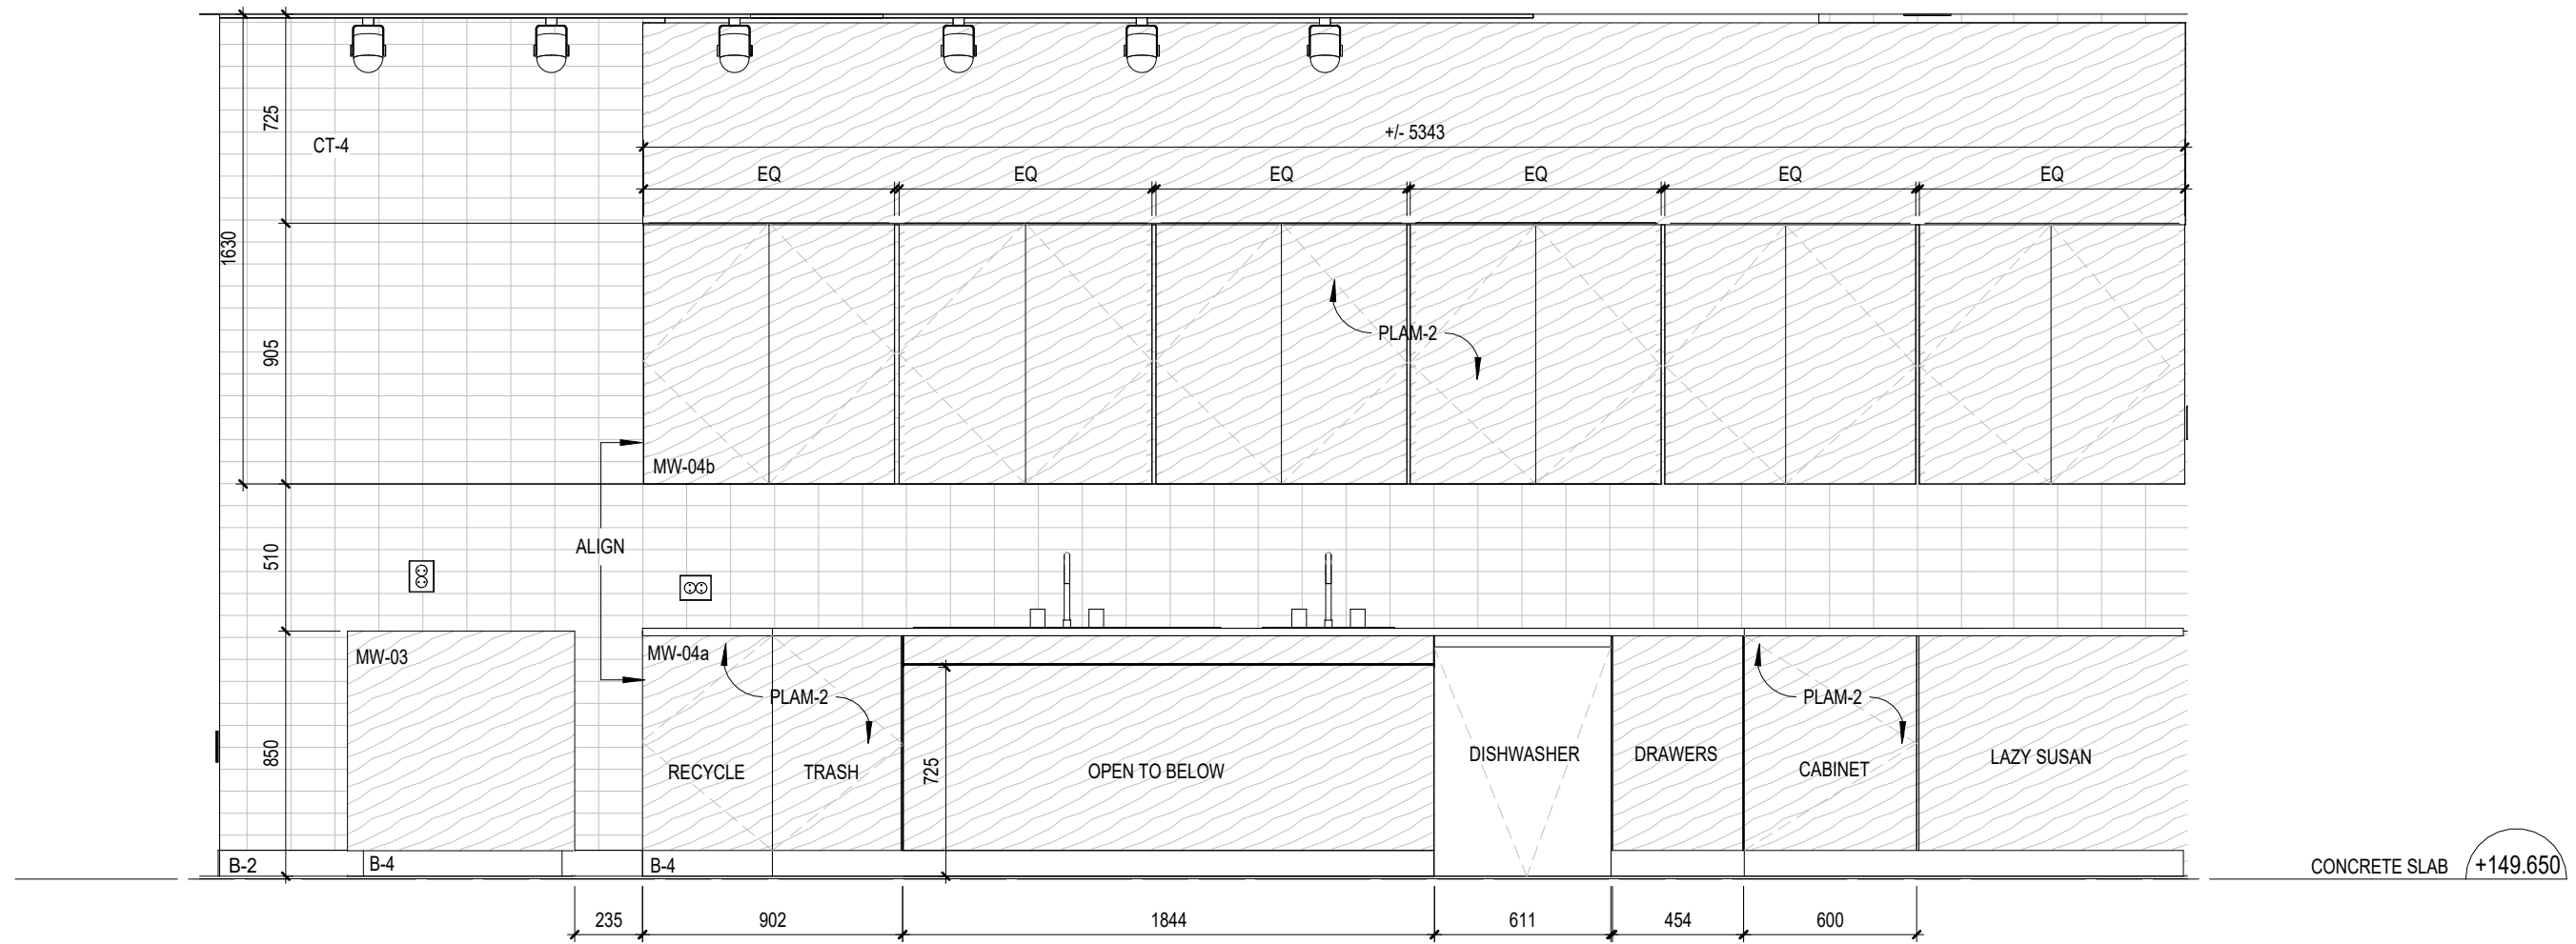 725
CT-4
+/- 5343
EQ
EQ
EQ
EQ
EQ
EQ
1630
905
PLAM-2
MW-04b
510
ALIGN
MW-03
MW-04a
PLAM-2
PLAM-2
850
725
RECYCLE
TRASH
OPEN TO BELOW
DISHWASHER
DRAWERS
CABINET
LAZY SUSAN
B-2
B-4
B-4
CONCRETE SLAB
+149.650
235
902
1844
611
454
600